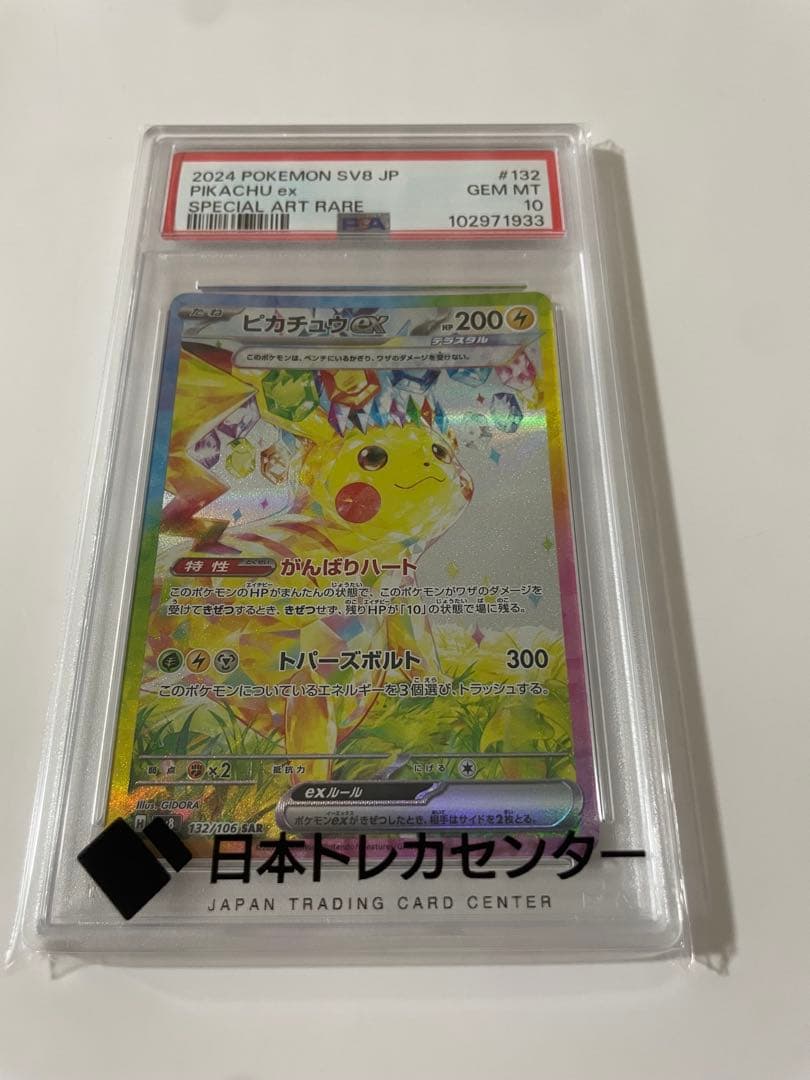 2024 POKEMON SV8 JP #132
PIKACHU ex GEM MT
SPECIAL ART RARE 10
PSA 102971933
たね ピカチュウex HP200
テラスタル
このポケモンは、ベンチにいるかぎり、ワザのダメージを受けない。
特性 がんばりハート
このポケモンのHPがまんたんの状態で、このポケモンがワザのダメージを
受けてきぜつするとき、きぜつせず、残りHPが「10」の状態で場に残る。
トパーズボルト 300
このポケモンについているエネルギーを3個選び、トラッシュする。
弱点 ×2 抵抗力 にげる
exルール
ポケモンexがきぜつしたとき、相手はサイドを2枚とる。
Illus. GIDORA
132/106 SAR
日本トレカセンター
JAPAN TRADING CARD CENTER